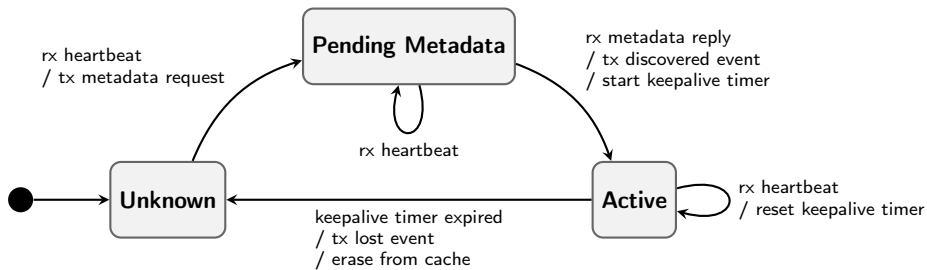 Pending Metadata
rx heartbeat
/ tx metadata request
rx metadata reply
/ tx discovered event
/ start keepalive timer
rx heartbeat
Unknown
Active
rx heartbeat
/ reset keepalive timer
keepalive timer expired
/ tx lost event
/ erase from cache